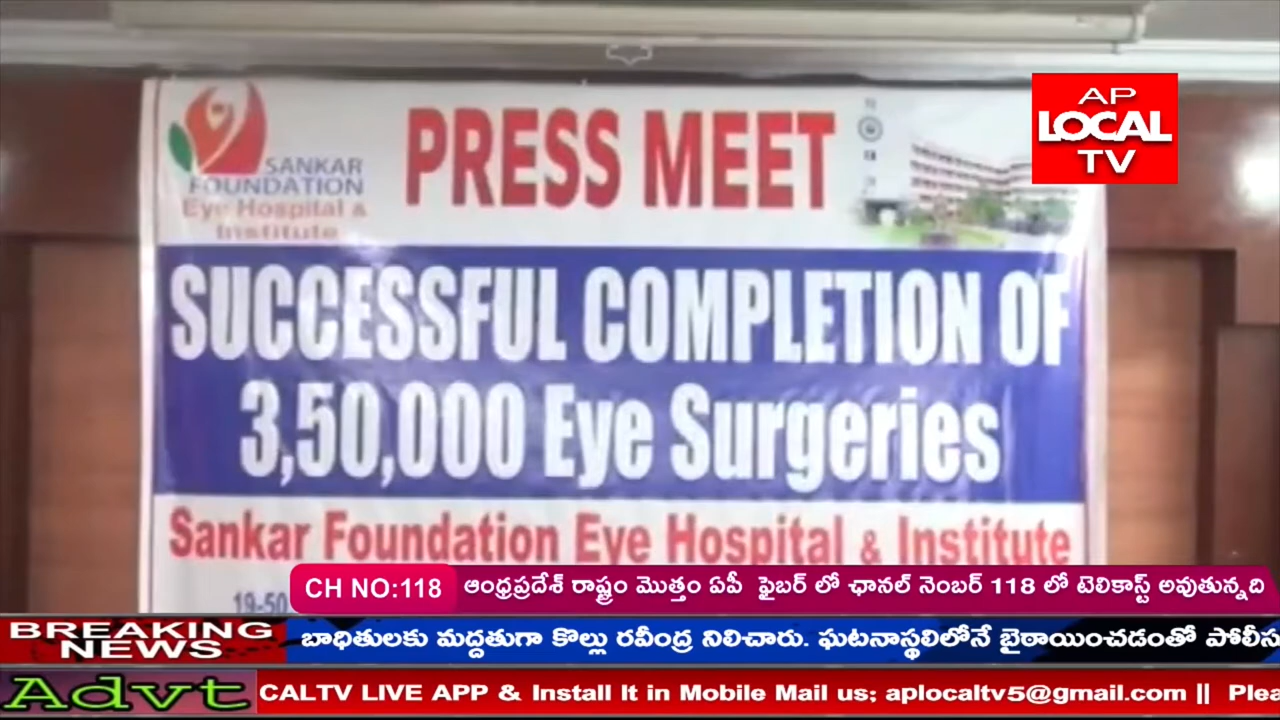 SANKAR
FOUNDATION
Eye Hospital &
Institute
PRESS MEET
AP
LOCAL
TV
SUCCESSFUL COMPLETION OF
3,50,000 Eye Surgeries
Sankar Foundation Eye Hospital & Institute
19-50
CH NO:118
ఆంధ్రప్రదేశ్ రాష్ట్రం మొత్తం ఏపీ ఫైబర్ లో ఛానల్ నెంబర్ 118 లో టెలికాస్ట్ అవుతున్నది
BREAKING
NEWS
బాధితులకు మద్దతుగా కొల్లు రవీంద్ర నిలిచారు. ఘటనాస్థలిలోనే బైఠాయించడంతో పోలీస
Advt
CALTV LIVE APP & Install It in Mobile Mail us; aplocaltv5@gmail.com || Plea